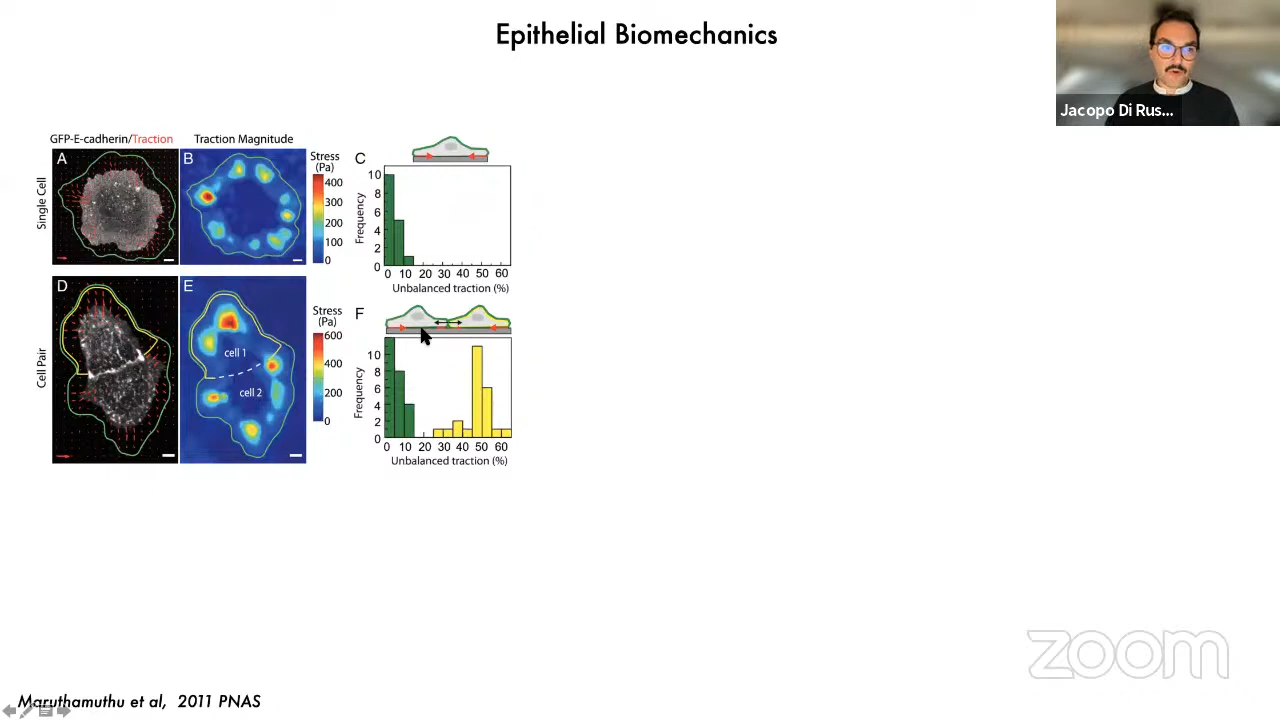 Epithelial Biomechanics
Jacopo Di Rus...
GFP-E-cadherin/Traction
Traction Magnitude
Single Cell
A
B
Stress
(Pa)
400
300
200
100
0
C
Frequency
10
8
6
4
2
0
0 10 20 30 40 50 60
Unbalanced traction (%)
Cell Pair
D
E
cell 1
cell 2
Stress
(Pa)
600
400
200
0
F
Frequency
10
8
6
4
2
0
0 10 20 30 40 50 60
Unbalanced traction (%)
zoom
Maruthamuthu et al, 2011 PNAS